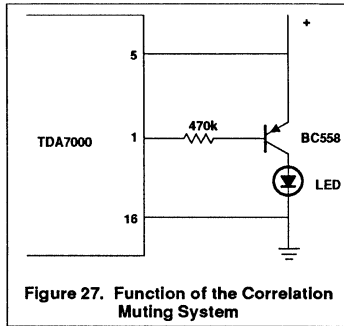 +
5
470k
1
TDA7000
BC558
LED
16
Figure 27. Function of the Correlation
Muting System